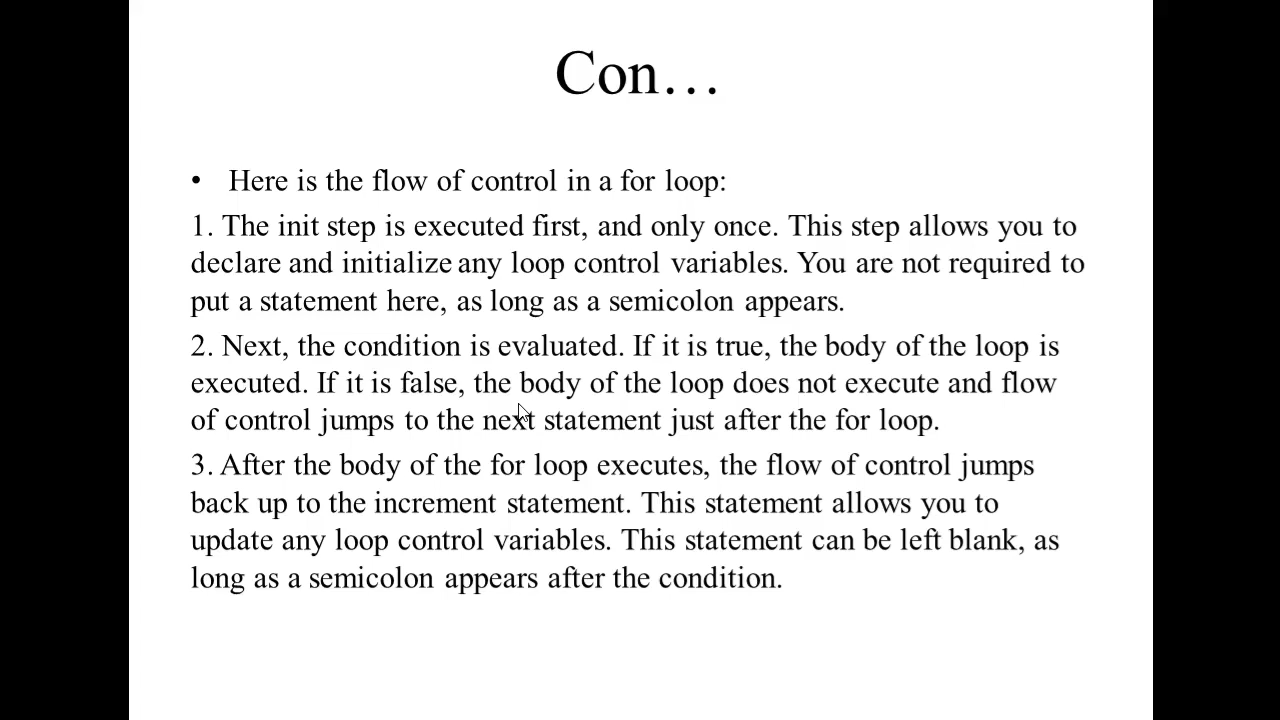 Con…
• Here is the flow of control in a for loop:
1. The init step is executed first, and only once. This step allows you to
declare and initialize any loop control variables. You are not required to
put a statement here, as long as a semicolon appears.
2. Next, the condition is evaluated. If it is true, the body of the loop is
executed. If it is false, the body of the loop does not execute and flow
of control jumps to the next statement just after the for loop.
3. After the body of the for loop executes, the flow of control jumps
back up to the increment statement. This statement allows you to
update any loop control variables. This statement can be left blank, as
long as a semicolon appears after the condition.